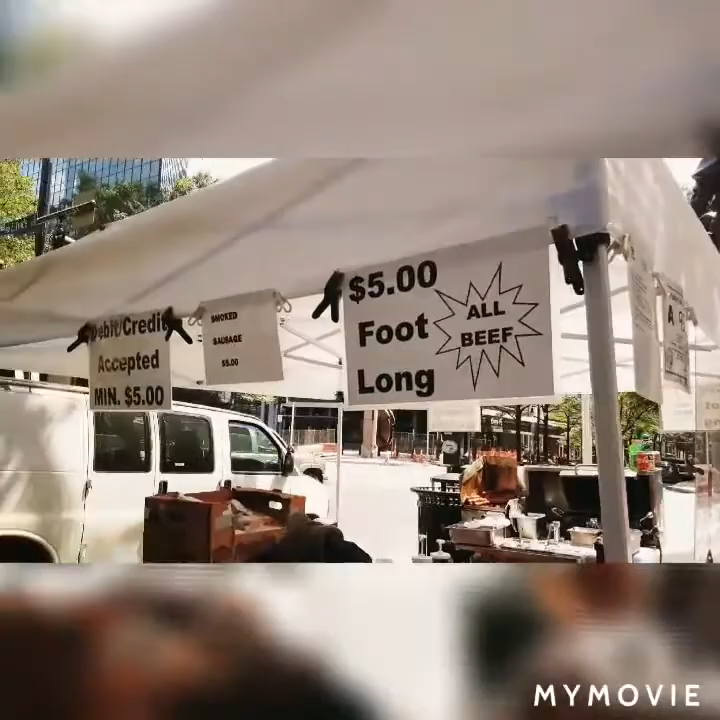 Debit/Credit
Accepted
MIN. $5.00
SMOKED
SAUSAGE
$5.00
$5.00
Foot
Long
ALL
BEEF
A
MYMOVIE